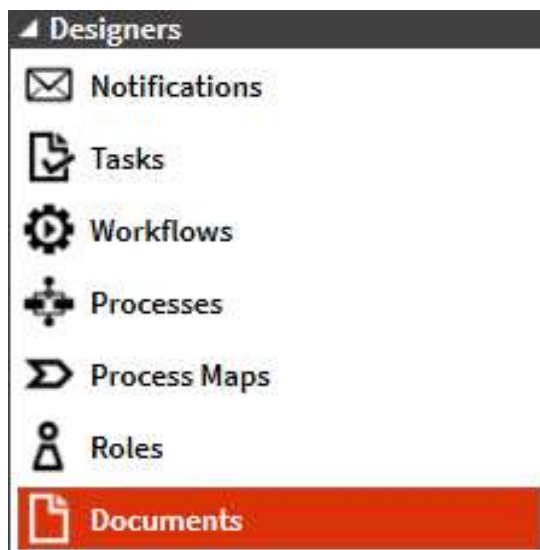 Designers
Notifications
Tasks
Workflows
Processes
Process Maps
Roles
Documents